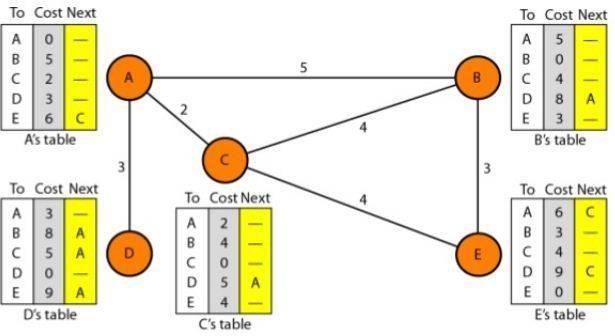 To Cost Next
A 0 —
B 5 —
C 2 —
D 3 —
E 6 C
A's table
To Cost Next
A 5 —
B 0 —
C 4 —
D 8 A
E 3 —
B's table
A
5
B
2
4
C
3
3
4
D
E
To Cost Next
A 3 —
B 8 A
C 5 A
D 0 —
E 9 A
D's table
To Cost Next
A 2 —
B 4 —
C 0 —
D 5 A
E 4 —
C's table
To Cost Next
A 6 C
B 3 —
C 4 —
D 9 C
E 0 —
E's table